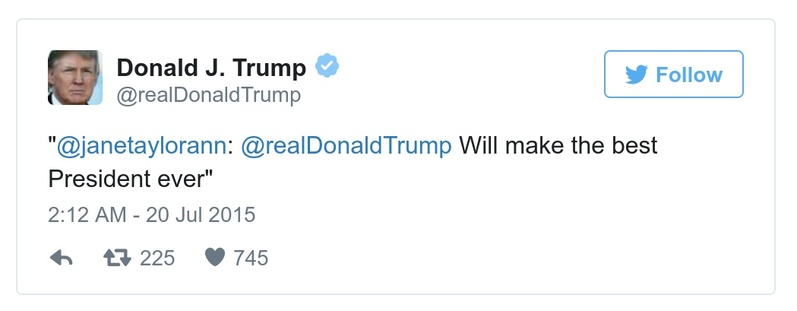 Donald J. Trump
@realDonaldTrump
Follow
"@janetaylorann: @realDonaldTrump Will make the best
President ever"
2:12 AM - 20 Jul 2015
225 745